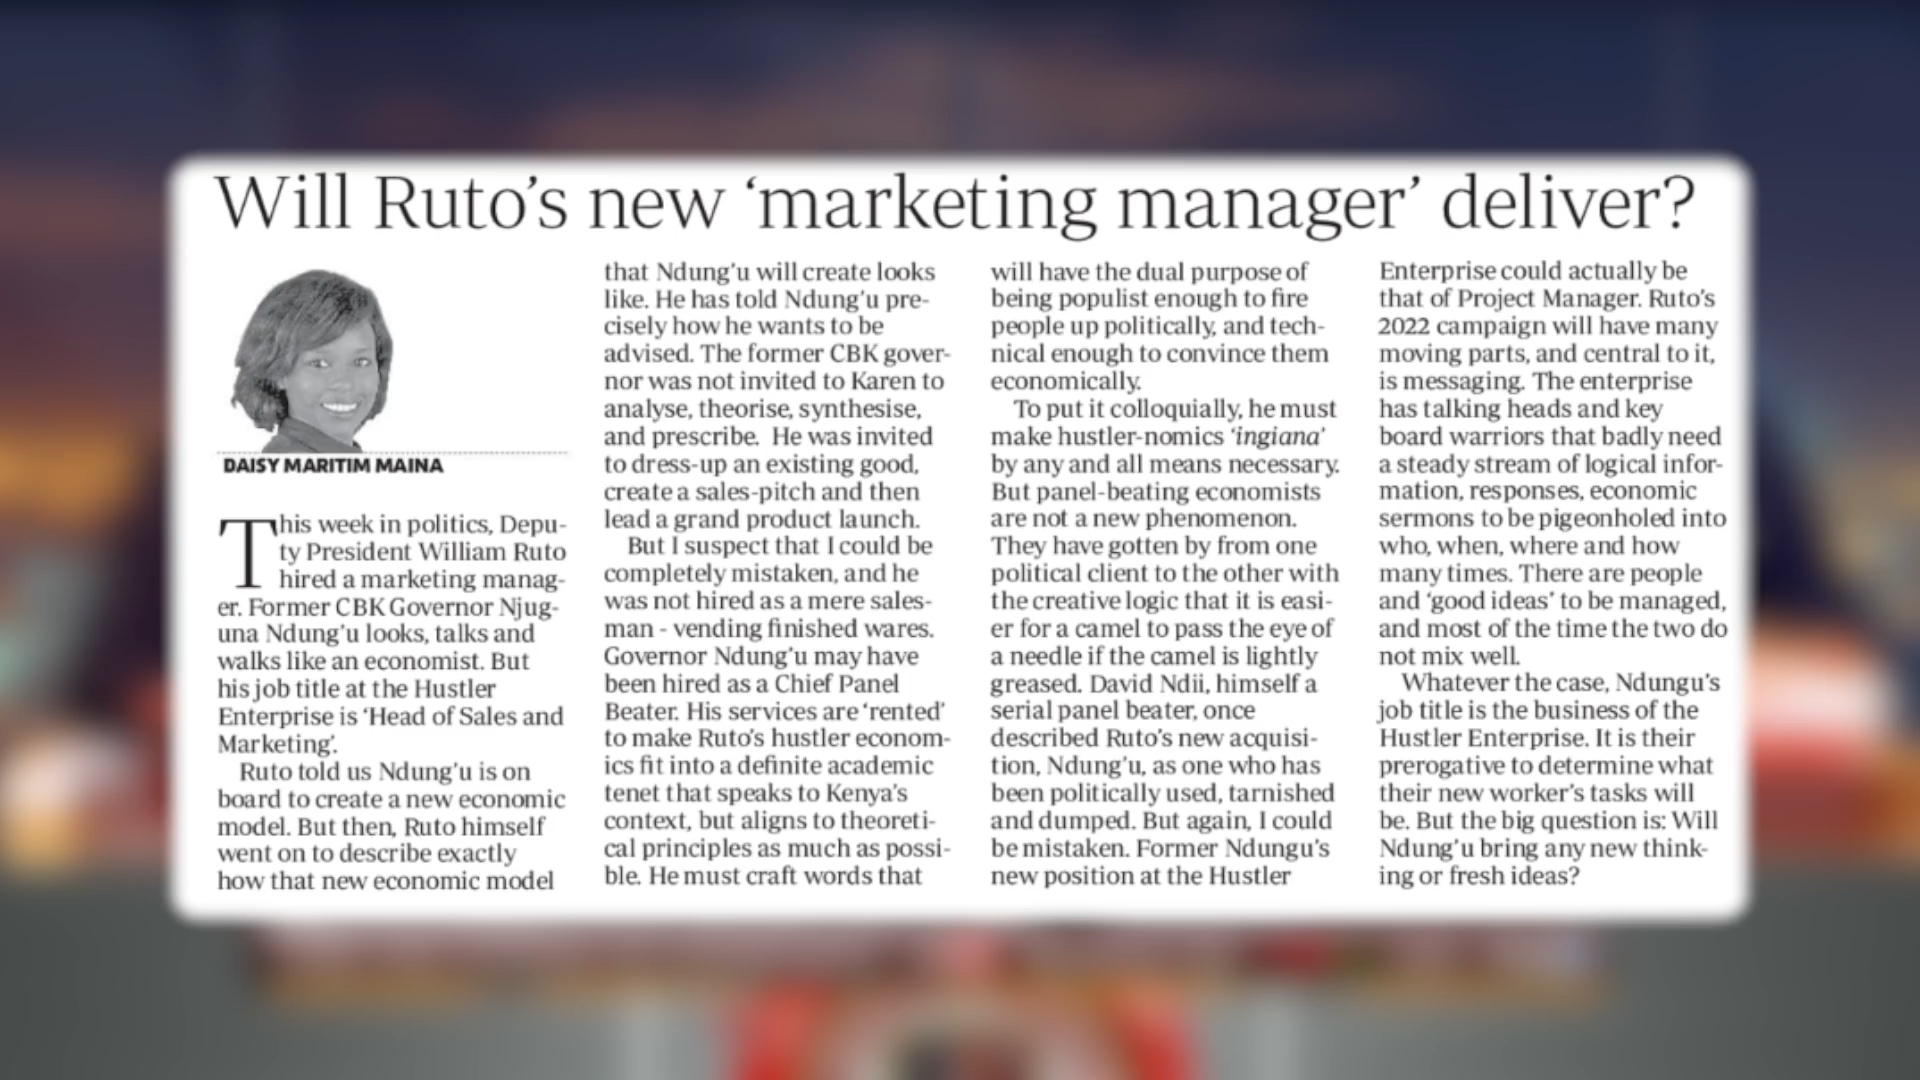 Will Ruto's new 'marketing manager' deliver?
DAISY MARITIM MAINA
This week in politics, Depu-
ty President William Ruto
hired a marketing manag-
er. Former CBK Governor Njug-
una Ndung'u looks, talks and
walks like an economist. But
his job title at the Hustler
Enterprise is 'Head of Sales and
Marketing'.
Ruto told us Ndung'u is on
board to create a new economic
model. But then, Ruto himself
went on to describe exactly
how that new economic model
that Ndung'u will create looks
like. He has told Ndung'u pre-
cisely how he wants to be
advised. The former CBK gover-
nor was not invited to Karen to
analyse, theorise, synthesise,
and prescribe. He was invited
to dress-up an existing good,
create a sales-pitch and then
lead a grand product launch.
But I suspect that I could be
completely mistaken, and he
was not hired as a mere sales-
man - vending finished wares.
Governor Ndung'u may have
been hired as a Chief Panel
Beater. His services are 'rented'
to make Ruto's hustler econom-
ics fit into a definite academic
tenet that speaks to Kenya's
context, but aligns to theoreti-
cal principles as much as possi-
ble. He must craft words that
will have the dual purpose of
being populist enough to fire
people up politically, and tech-
nical enough to convince them
economically.
To put it colloquially, he must
make hustler-nomics 'ingiana'
by any and all means necessary.
But panel-beating economists
are not a new phenomenon.
They have gotten by from one
political client to the other with
the creative logic that it is easi-
er for a camel to pass the eye of
a needle if the camel is lightly
greased. David Ndii, himself a
serial panel beater, once
described Ruto's new acquisi-
tion, Ndung'u, as one who has
been politically used, tarnished
and dumped. But again, I could
be mistaken. Former Ndungu's
new position at the Hustler
Enterprise could actually be
that of Project Manager. Ruto's
2022 campaign will have many
moving parts, and central to it,
is messaging. The enterprise
has talking heads and key
board warriors that badly need
a steady stream of logical infor-
mation, responses, economic
sermons to be pigeonholed into
who, when, where and how
many times. There are people
and 'good ideas' to be managed,
and most of the time the two do
not mix well.
Whatever the case, Ndungu's
job title is the business of the
Hustler Enterprise. It is their
prerogative to determine what
their new worker's tasks will
be. But the big question is: Will
Ndung'u bring any new think-
ing or fresh ideas?